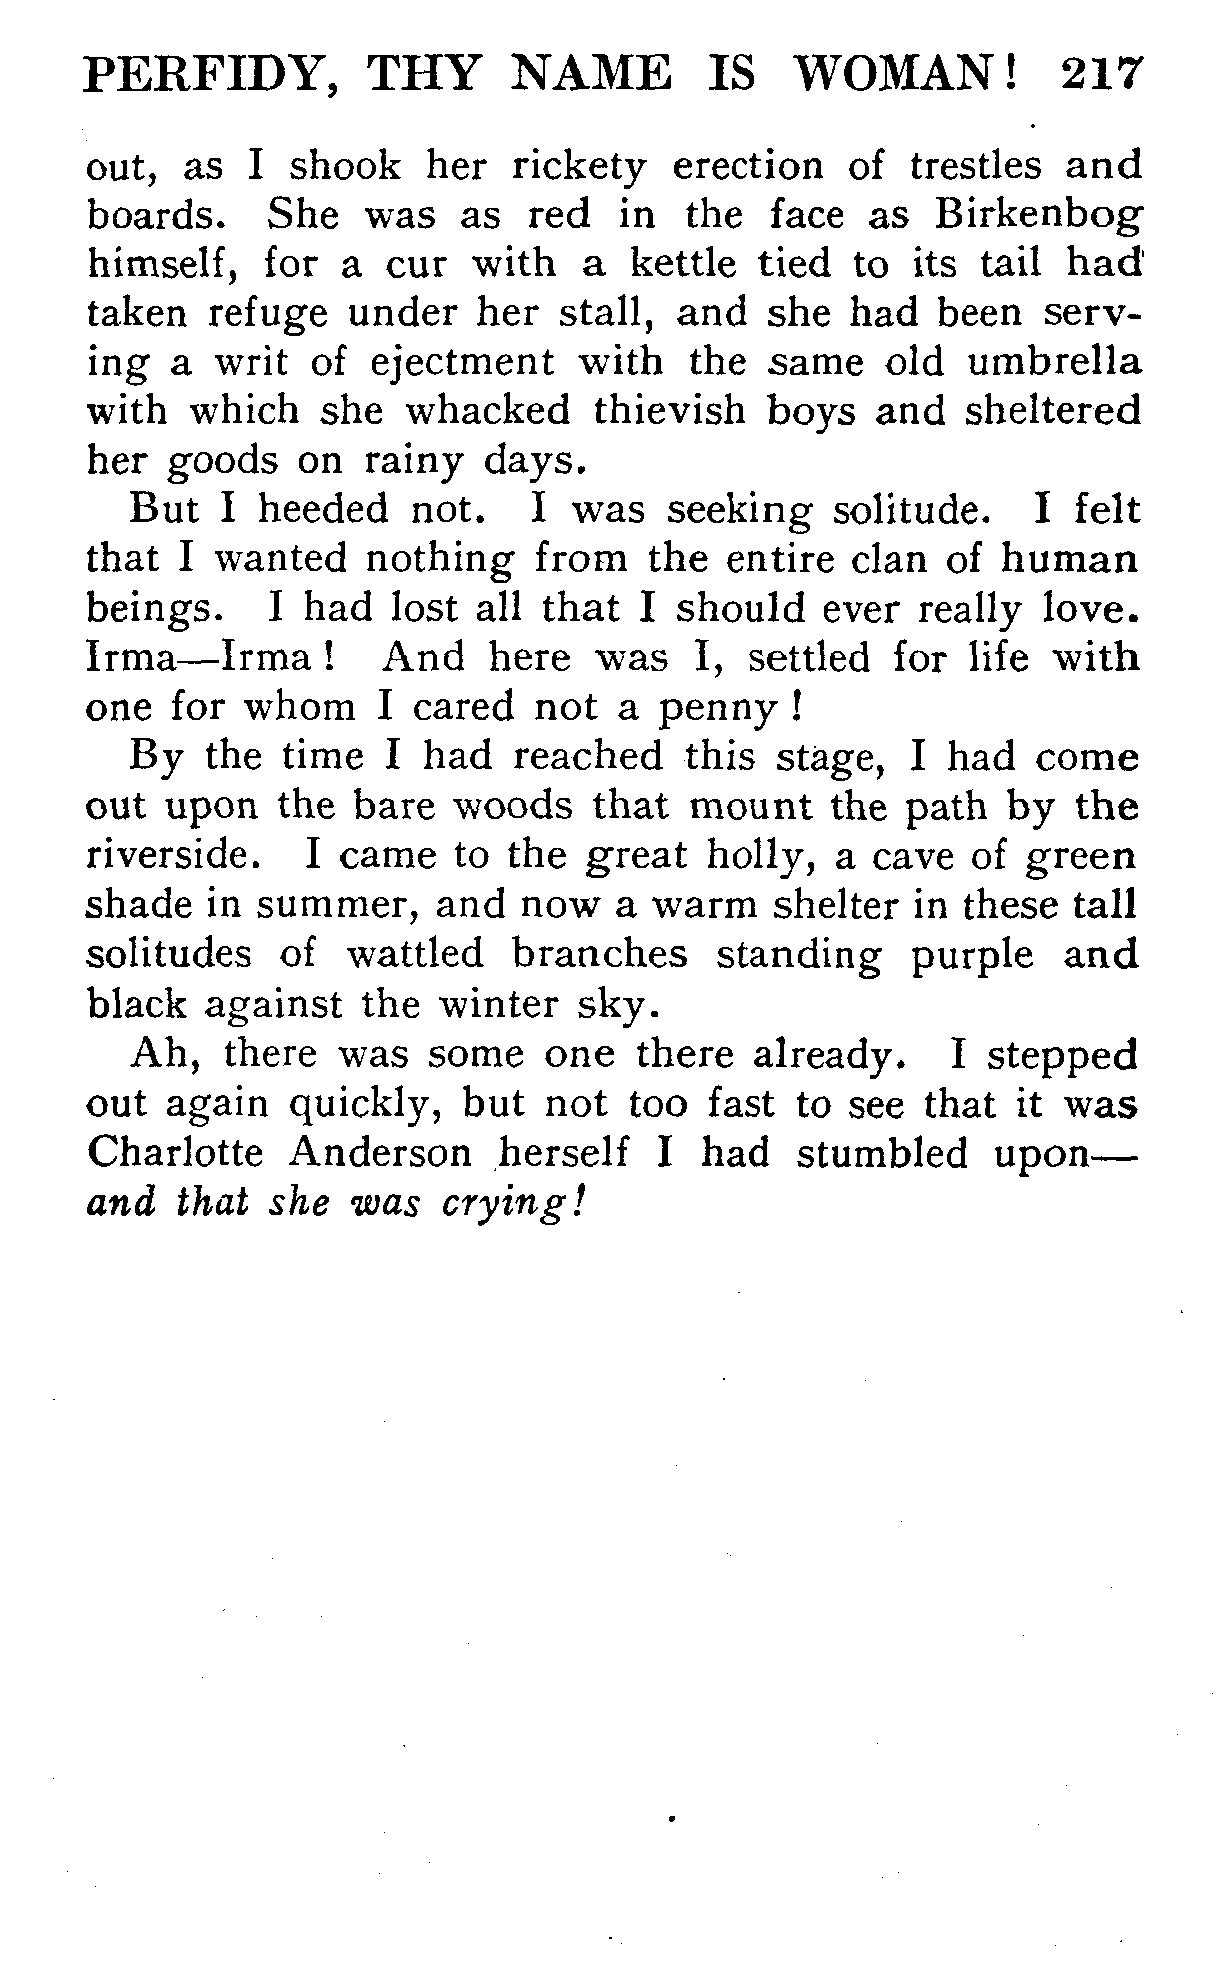 PERFIDY, THY NAME IS WOMAN! 217
out, as I shook her rickety erection of trestles and
boards. She was as red in the face as Birkenbog
himself, for a cur with a kettle tied to its tail had
taken refuge under her stall, and she had been serv-
ing a writ of ejectment with the same old umbrella
with which she whacked thievish boys and sheltered
her goods on rainy days.
But I heeded not. I was seeking solitude. I felt
that I wanted nothing from the entire clan of human
beings. I had lost all that I should ever really love.
Irma—Irma! And here was I, settled for life with
one for whom I cared not a penny!
By the time I had reached this stage, I had come
out upon the bare woods that mount the path by the
riverside. I came to the great holly, a cave of green
shade in summer, and now a warm shelter in these tall
solitudes of wattled branches standing purple and
black against the winter sky.
Ah, there was some one there already. I stepped
out again quickly, but not too fast to see that it was
Charlotte Anderson herself I had stumbled upon—
and that she was crying!